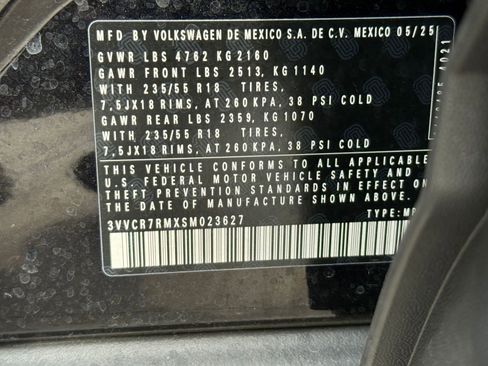 MFD BY VOLKSWAGEN DE MEXICO S.A. DE C.V. MEXICO 05/25
GVWR LBS 4762 KG 2160
GAWR FRONT LBS 2513, KG 1140
WITH 235/55 R18 TIRES,
7,5JX18 RIMS, AT 260 KPA, 38 PSI COLD
GAWR REAR LBS 2359, KG 1070
WITH 235/55 R18 TIRES,
7,5JX18 RIMS, AT 260 KPA, 38 PSI COLD
THIS VEHICLE CONFORMS TO ALL APPLICABLE
U.S. FEDERAL MOTOR VEHICLE SAFETY AND
THEFT PREVENTION STANDARDS IN EFFECT ON
THE DATE OF MANUFACTURE SHOWN ABOVE
3VVCR7RMXSM023627 TYPE: